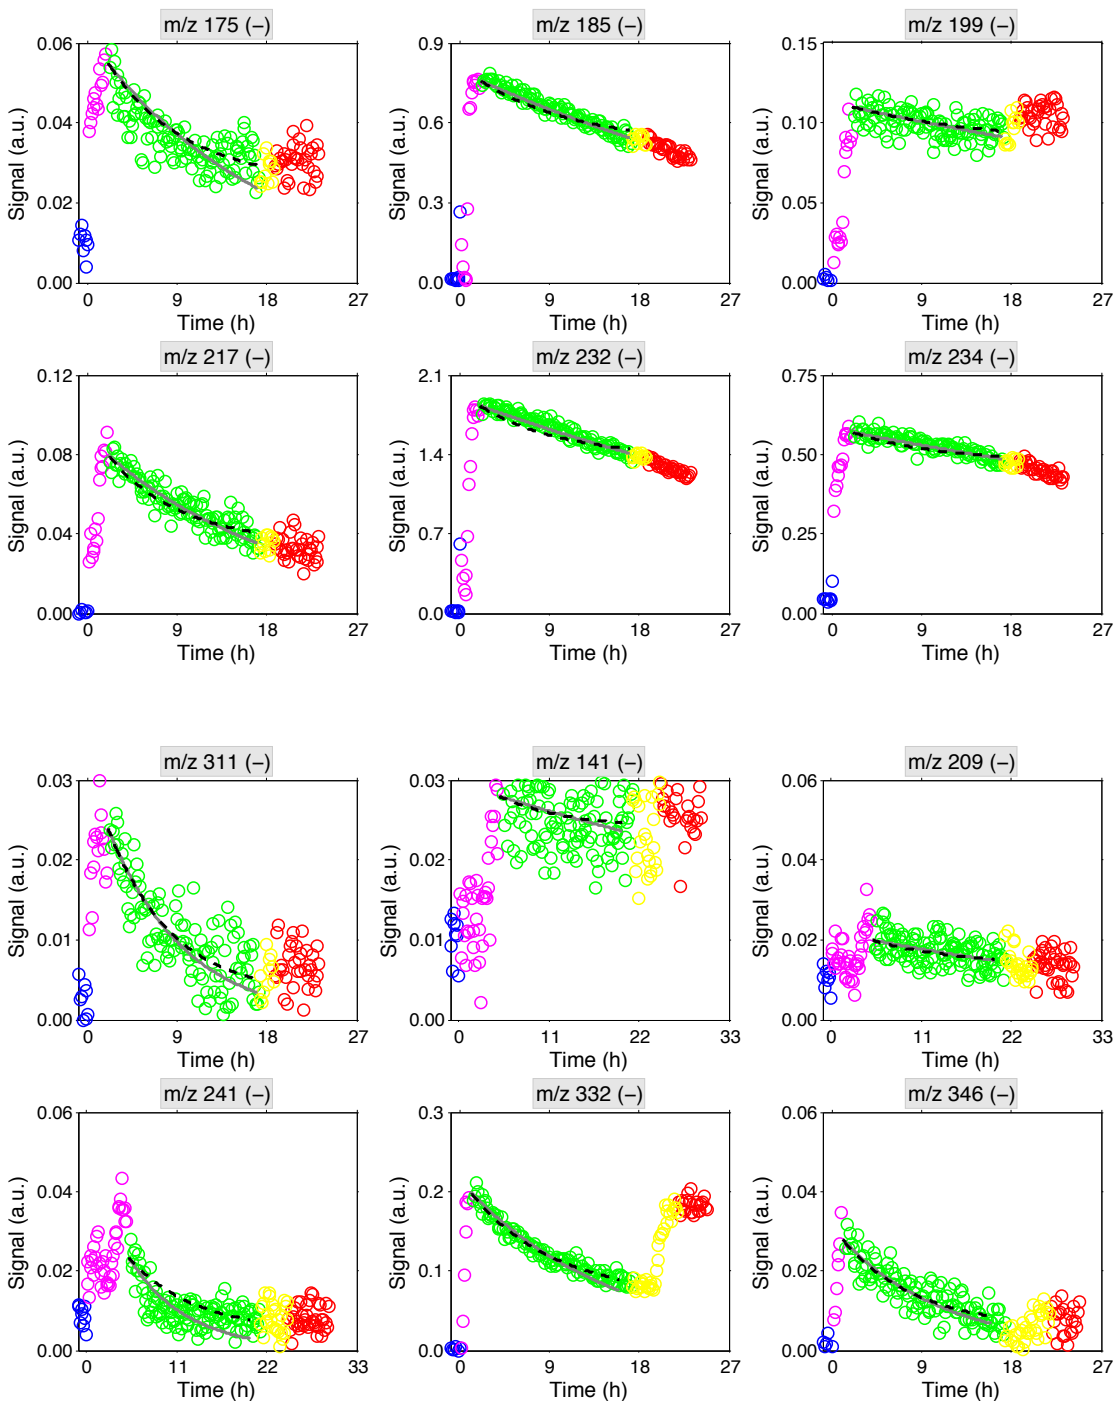 m/z 175 (−) m/z 185 (−) m/z 199 (−)
Signal (a.u.) 0.06 0.04 0.02 0.00 Signal (a.u.) 0.9 0.6 0.3 0.0 Signal (a.u.) 0.15 0.10 0.05 0.00
0 9 18 27 0 9 18 27 0 9 18 27
Time (h) Time (h) Time (h)
m/z 217 (−) m/z 232 (−) m/z 234 (−)
Signal (a.u.) 0.12 0.08 0.04 0.00 Signal (a.u.) 2.1 1.4 0.7 0.0 Signal (a.u.) 0.75 0.50 0.25 0.00
0 9 18 27 0 9 18 27 0 9 18 27
Time (h) Time (h) Time (h)
m/z 311 (−) m/z 141 (−) m/z 209 (−)
Signal (a.u.) 0.03 0.02 0.01 0.00 Signal (a.u.) 0.03 0.02 0.01 0.00 Signal (a.u.) 0.06 0.04 0.02 0.00
0 9 18 27 0 11 22 33 0 11 22 33
Time (h) Time (h) Time (h)
m/z 241 (−) m/z 332 (−) m/z 346 (−)
Signal (a.u.) 0.06 0.04 0.02 0.00 Signal (a.u.) 0.3 0.2 0.1 0.0 Signal (a.u.) 0.06 0.04 0.02 0.00
0 11 22 33 0 9 18 27 0 9 18 27
Time (h) Time (h) Time (h)